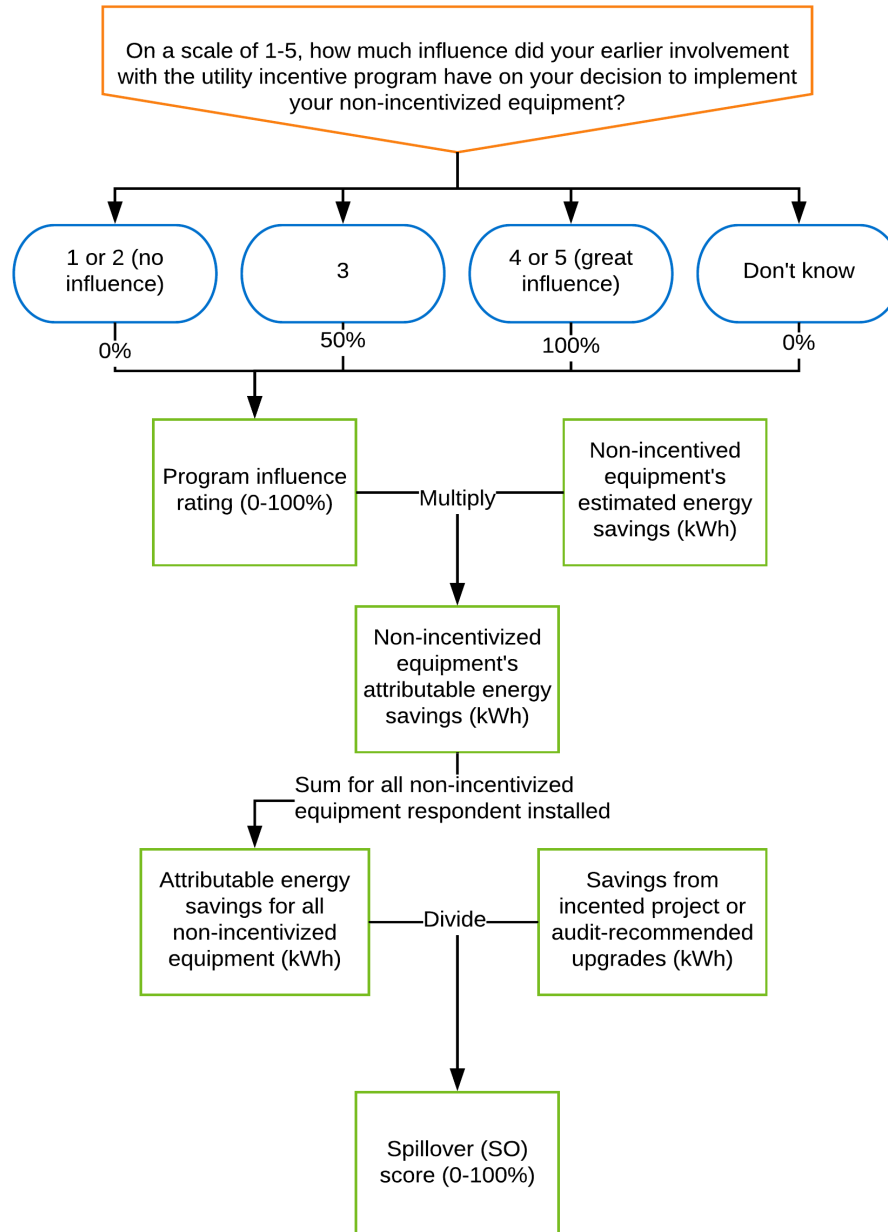 On a scale of 1-5, how much influence did your earlier involvement
with the utility incentive program have on your decision to implement
your non-incentivized equipment?
1 or 2 (no
influence)
3
4 or 5 (great
influence)
Don't know
0%
50%
100%
0%
Program influence
rating (0-100%)
Multiply
Non-incentived
equipment's
estimated energy
savings (kWh)
Non-incentivized
equipment's
attributable energy
savings (kWh)
Sum for all non-incentivized
equipment respondent installed
Attributable energy
savings for all
non-incentivized
equipment (kWh)
Divide
Savings from
incented project or
audit-recommended
upgrades (kWh)
Spillover (SO)
score (0-100%)